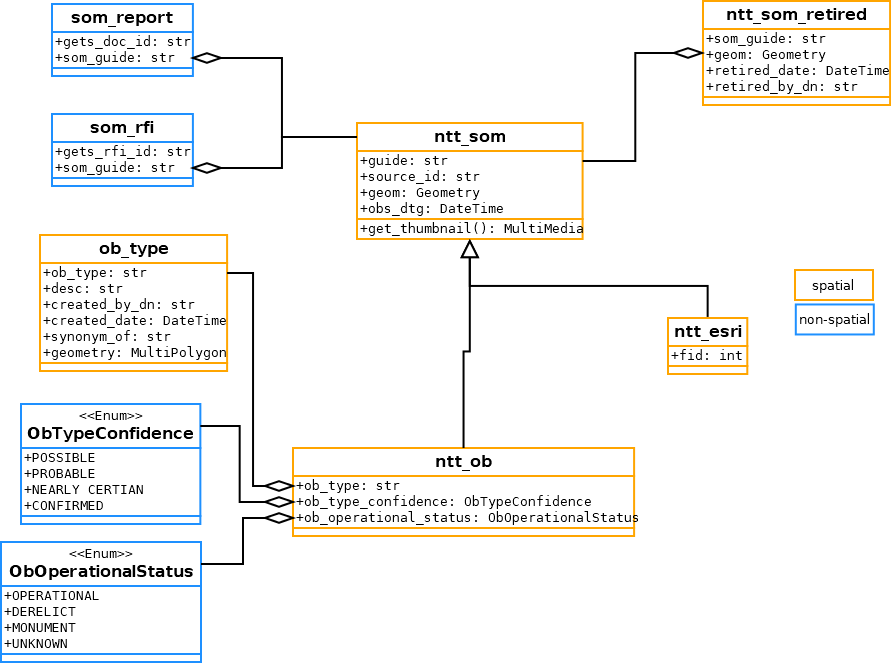 som_report
+gets_doc_id: str
+som_guide: str
ntt_som_retired
+som_guide: str
+geom: Geometry
+retired_date: DateTime
+retired_by_dn: str
som_rfi
+gets_rfi_id: str
+som_guide: str
ntt_som
+guide: str
+source_id: str
+geom: Geometry
+obs_dtg: DateTime
+get_thumbnail(): MultiMedia
ob_type
+ob_type: str
+desc: str
+created_by_dn: str
+created_date: DateTime
+synonym_of: str
+geometry: MultiPolygon
spatial
non-spatial
ntt_esri
+fid: int
<<Enum>>
ObTypeConfidence
+POSSIBLE
+PROBABLE
+NEARLY CERTIAN
+CONFIRMED
ntt_ob
+ob_type: str
+ob_type_confidence: ObTypeConfidence
+ob_operational_status: ObOperationalStatus
<<Enum>>
ObOperationalStatus
+OPERATIONAL
+DERELICT
+MONUMENT
+UNKNOWN